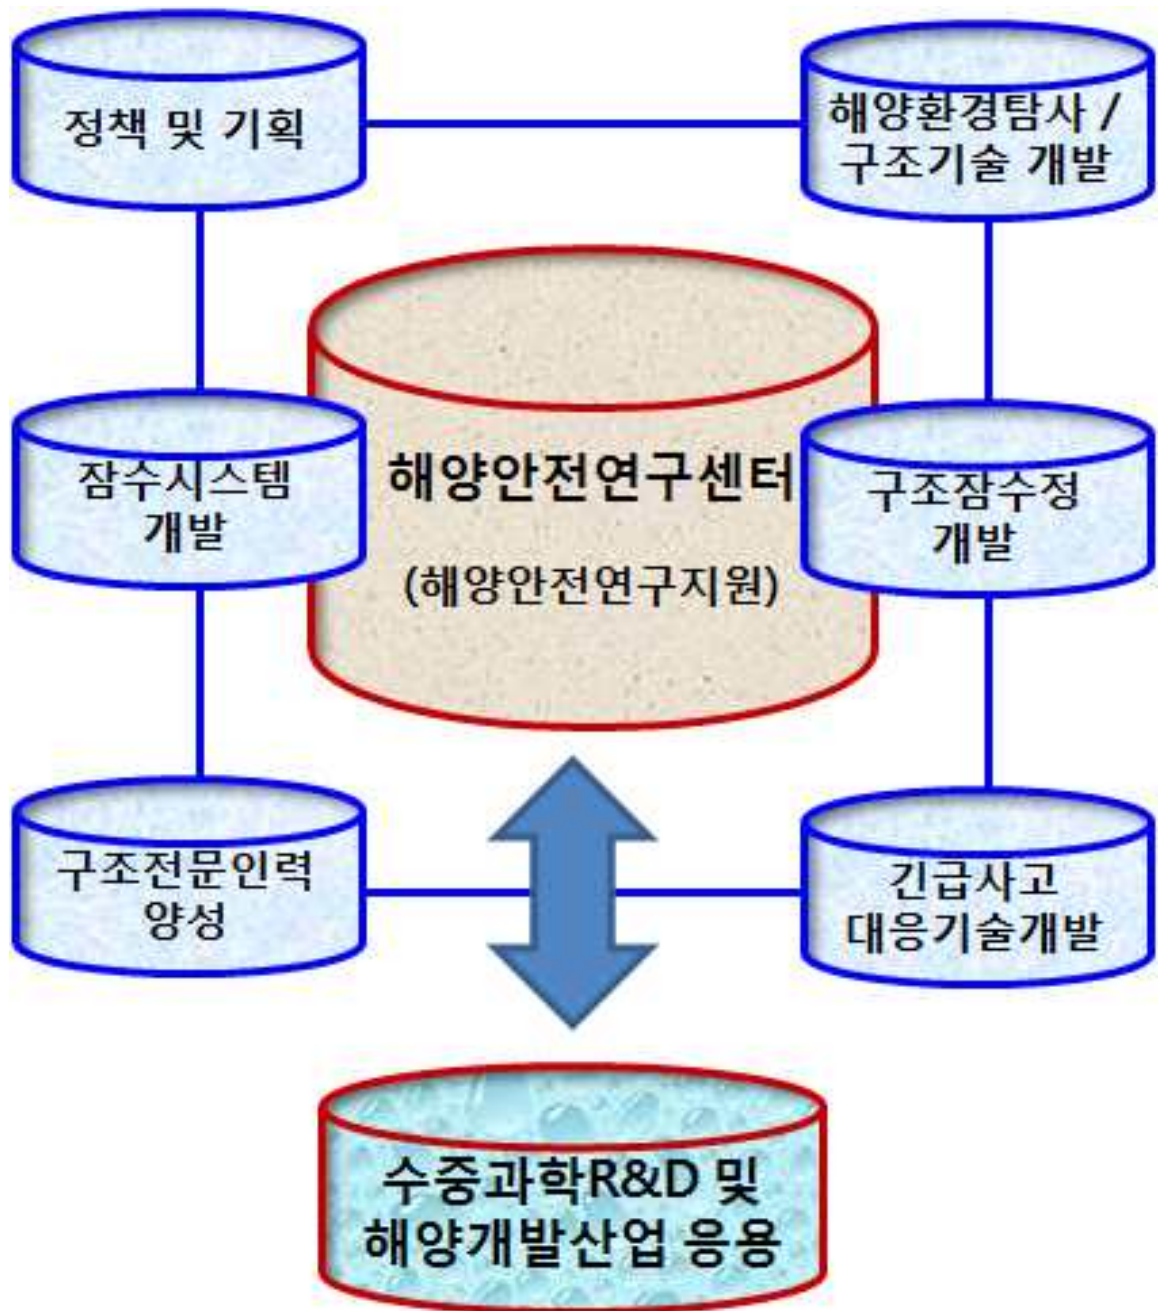 정책 및 기획
해양환경탐사 /
구조기술 개발
잠수시스템
개발
해양안전연구센터
(해양안전연구지원)
구조잠수정
개발
구조전문인력
양성
긴급사고
대응기술개발
수중과학R&D 및
해양개발산업 응용